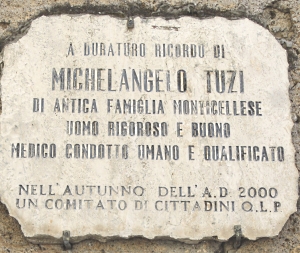 A DURATURO RICORDO DI
MICHELANGELO TUZI
DI ANTICA FAMIGLIA MONTICELLESE
UOMO RIGOROSO E BUONO
MEDICO CONDOTTO UMANO E QUALIFICATO
NELL'AUTUNNO DELL'A.D 2000
UN COMITATO DI CITTADINI Q.L.P